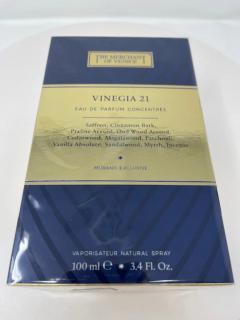 THE MERCHANT
OF VENICE
VINEGIA 21
EAU DE PARFUM CONCENTRÉE
Saffron, Cinnamon Bark,
Praline Accord, Oud Wood Accord,
Cedarwood, Akigalawood, Patchouli,
Vanilla Absolute, Sandalwood, Myrrh, Incense
MURANO EXCLUSIVE
VAPORISATEUR NATURAL SPRAY
100 ml ℮ • 3.4 Fl. Oz.